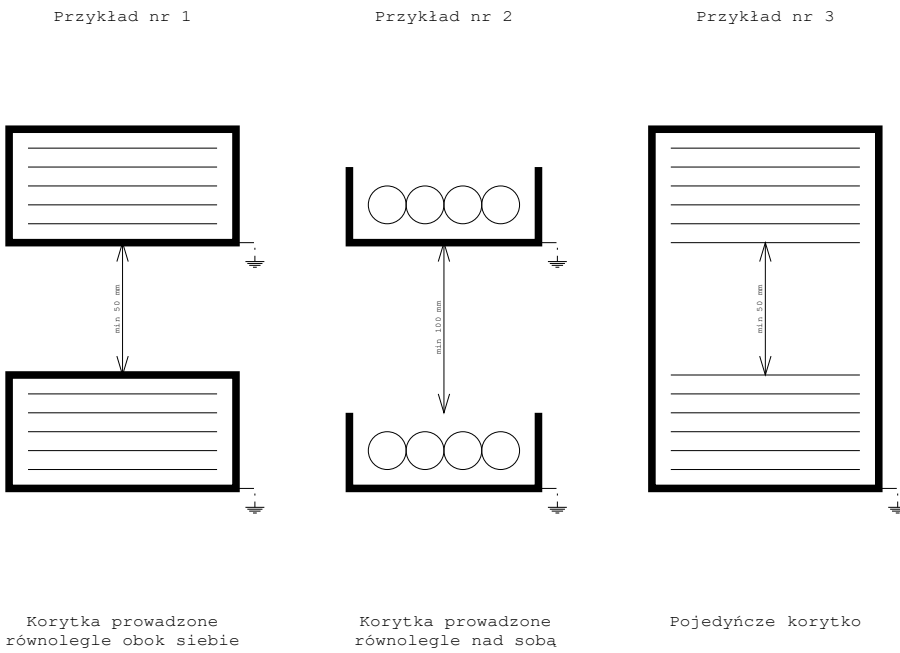 Przykład nr 1
Przykład nr 2
Przykład nr 3
min 50 mm
min 100 mm
min 50 mm
Korytka prowadzone
równolegle obok siebie
Korytka prowadzone
równolegle nad sobą
Pojedyńcze korytko